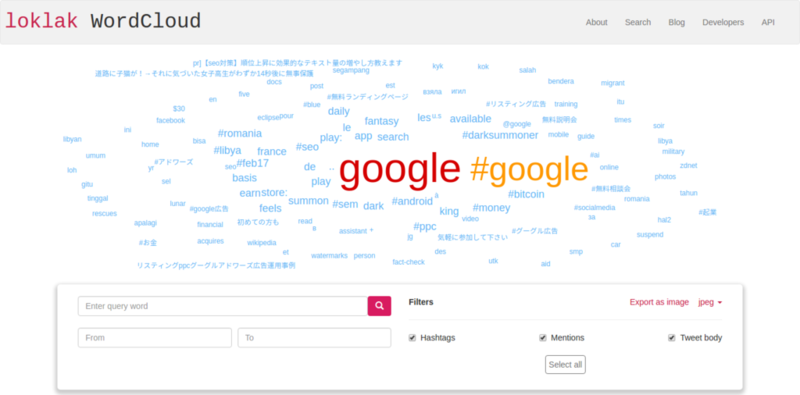 loklak WordCloud
About Search Blog Developers API
pr]【seo対策】順位上昇に効果的なテキスト量の増やし方教えます
kyk kok
道路に子猫が！－それに気づいた女子高生がわずか14秒後に無事保護
segampang salah
docs post est bendera migrant
five взяла игил
en #無料ランディングページ
#blue #リスティング広告 training itu
$30 daily
facebook eclipse pour le fantasy les u.s. available @google 無料説明会 times
ini #romania play: app search #darksummoner mobile guide soir
libyan home bisa #seo libya
umum #libya france #ai military
#アドワーズ #feb17 de ... google #google online zdnet
loh yr seo
gitu sei basis play photos
tinggal earn store: #android à #bitcoin #無料相談会 tahun
lunar summon #sem dark romania
rescues #google広告 feels king #money #socialmedia #起業
apalagi financial 初めての方も read в assistant * #ppc video за hal2
#グーグル広告 suspend
#お金 acquires wikipedia 気軽に参加して下さい car
et watermarks person des smp
リスティングppcグーグルアドワーズ広告運用事例 fact-check utk aid
Enter query word
Filters Export as image jpeg
From To
Hashtags Mentions Tweet body
Select all